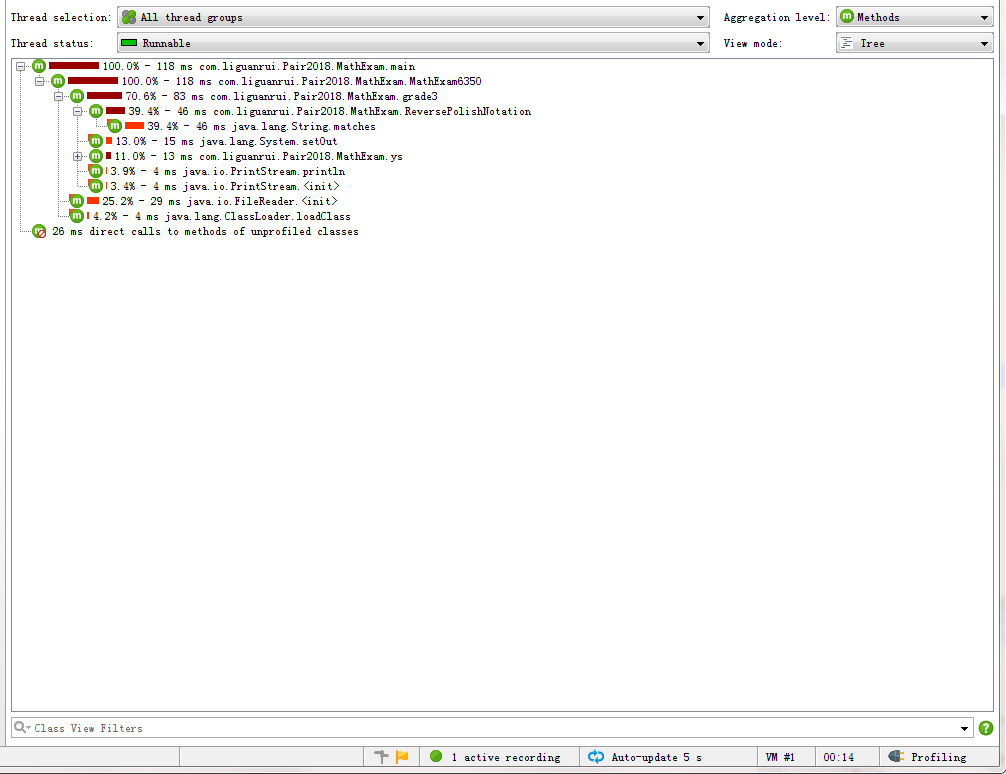 Thread selection: All thread groups Aggregation level: m Methods
Thread status: Runnable View mode: Tree
m 100.0% - 118 ms com.liguanrui.Pair2018.MathExam.main
m 100.0% - 118 ms com.liguanrui.Pair2018.MathExam.MathExam6350
m 70.6% - 83 ms com.liguanrui.Pair2018.MathExam.grade3
m 39.4% - 46 ms com.liguanrui.Pair2018.MathExam.ReversePolishNotation
m 39.4% - 46 ms java.lang.String.matches
m 13.0% - 15 ms java.lang.System.setOut
m 11.0% - 13 ms com.liguanrui.Pair2018.MathExam.ys
m 3.9% - 4 ms java.io.PrintStream.println
m 3.4% - 4 ms java.io.PrintStream.<init>
m 25.2% - 29 ms java.io.FileReader.<init>
m 4.2% - 4 ms java.lang.ClassLoader.loadClass
m 26 ms direct calls to methods of unprofiled classes
Class View Filters ?
1 active recording Auto-update 5 s VM #1 00:14 Profiling